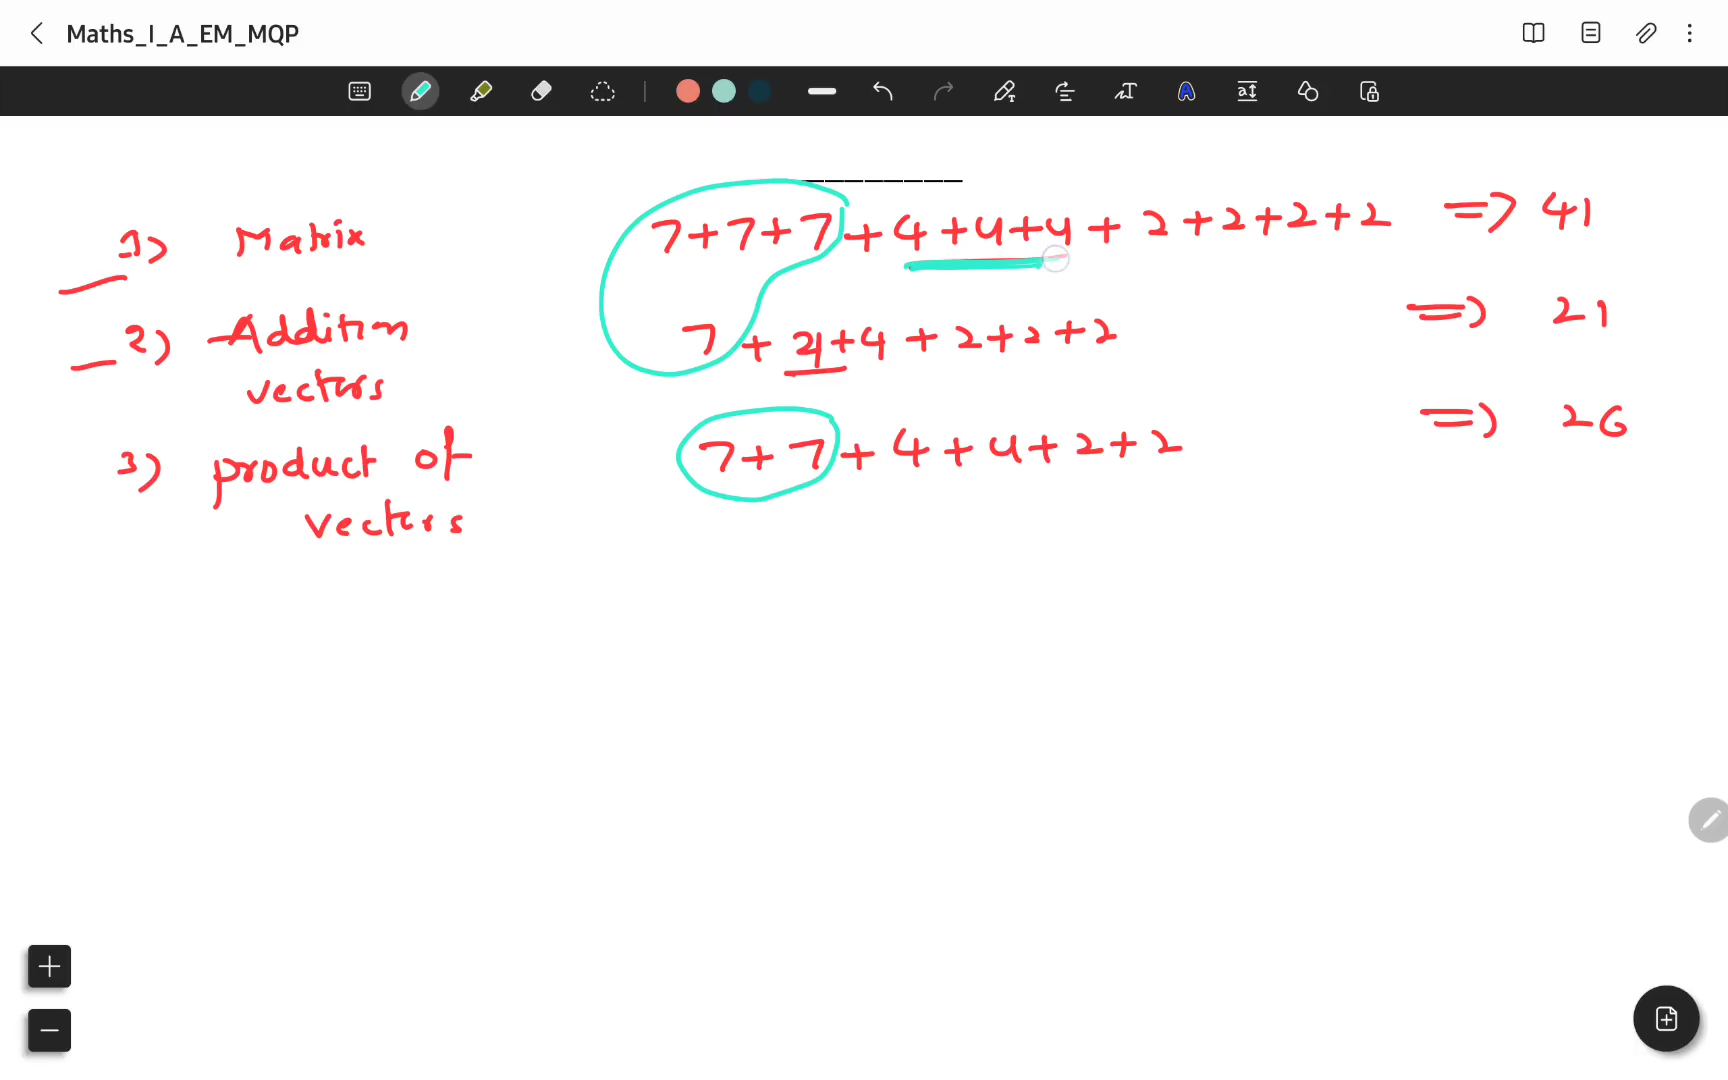 Maths_I_A_EM_MQP
1) Matrix 7+7+7+4+4+4+2+2+2+2 => 41
2) Addition vectors 7+4+4+2+2+2 => 21
3) product of vectors 7+7+4+4+2+2 => 26